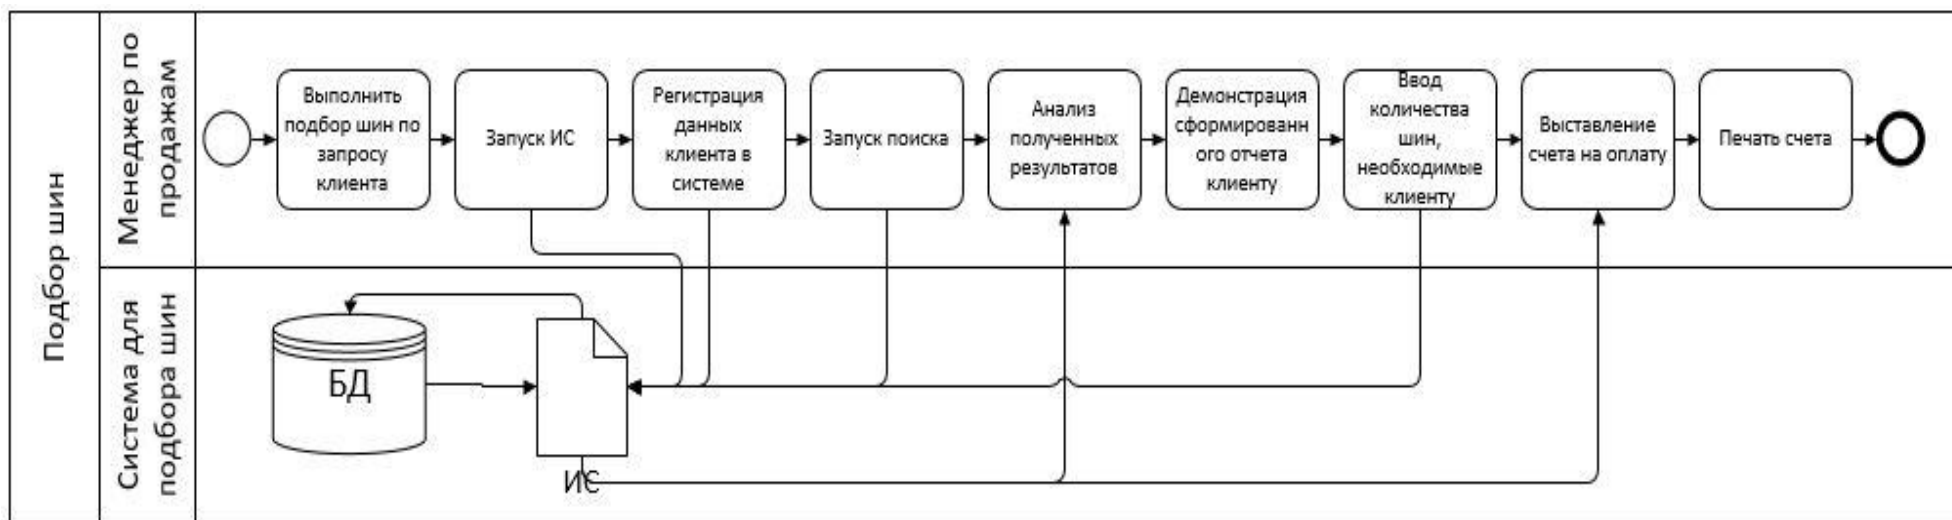 Подбор шин
Менеджер по
продажам
Выполнить
подбор шин по
запросу
клиента
Запуск ИС
Регистрация
данных
клиента в
системе
Запуск поиска
Анализ
полученных
результатов
Демонстрация
сформированн
ого отчета
клиенту
Ввод
количества
шин,
необходимые
клиенту
Выставление
счета на оплату
Печать счета
Система для
подбора шин
БД
ИС